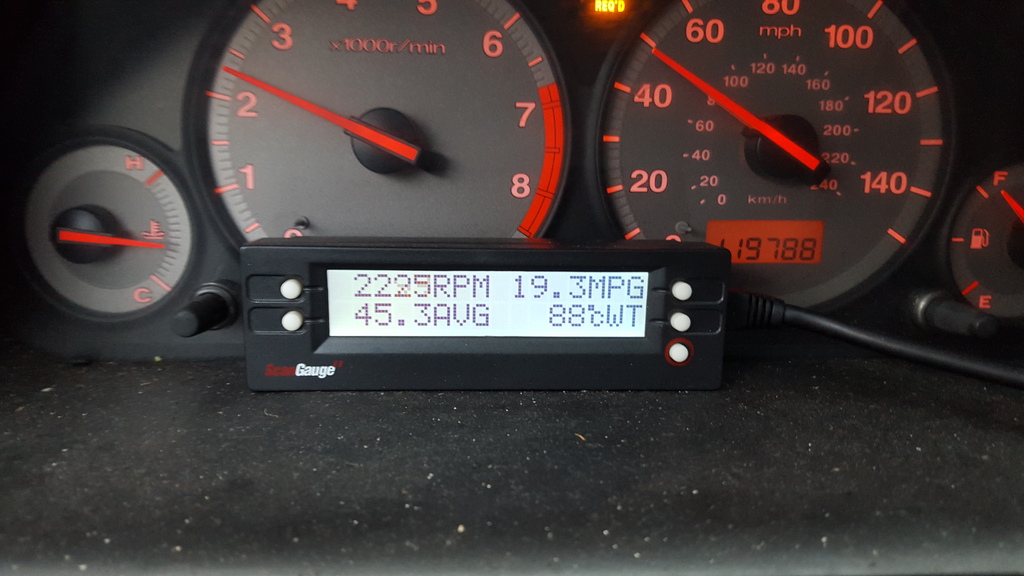 REQ'D
1 2 3 4 5 6 7 8
x1000r/min
20 40 60 80 100 120 140
mph
0 20 40 60 80 100 120 140 160 180 200 220 240
km/h
H
C
F
E
119788
2225RPM 19.3MPG
45.3AVG 88°CWT
ScanGauge